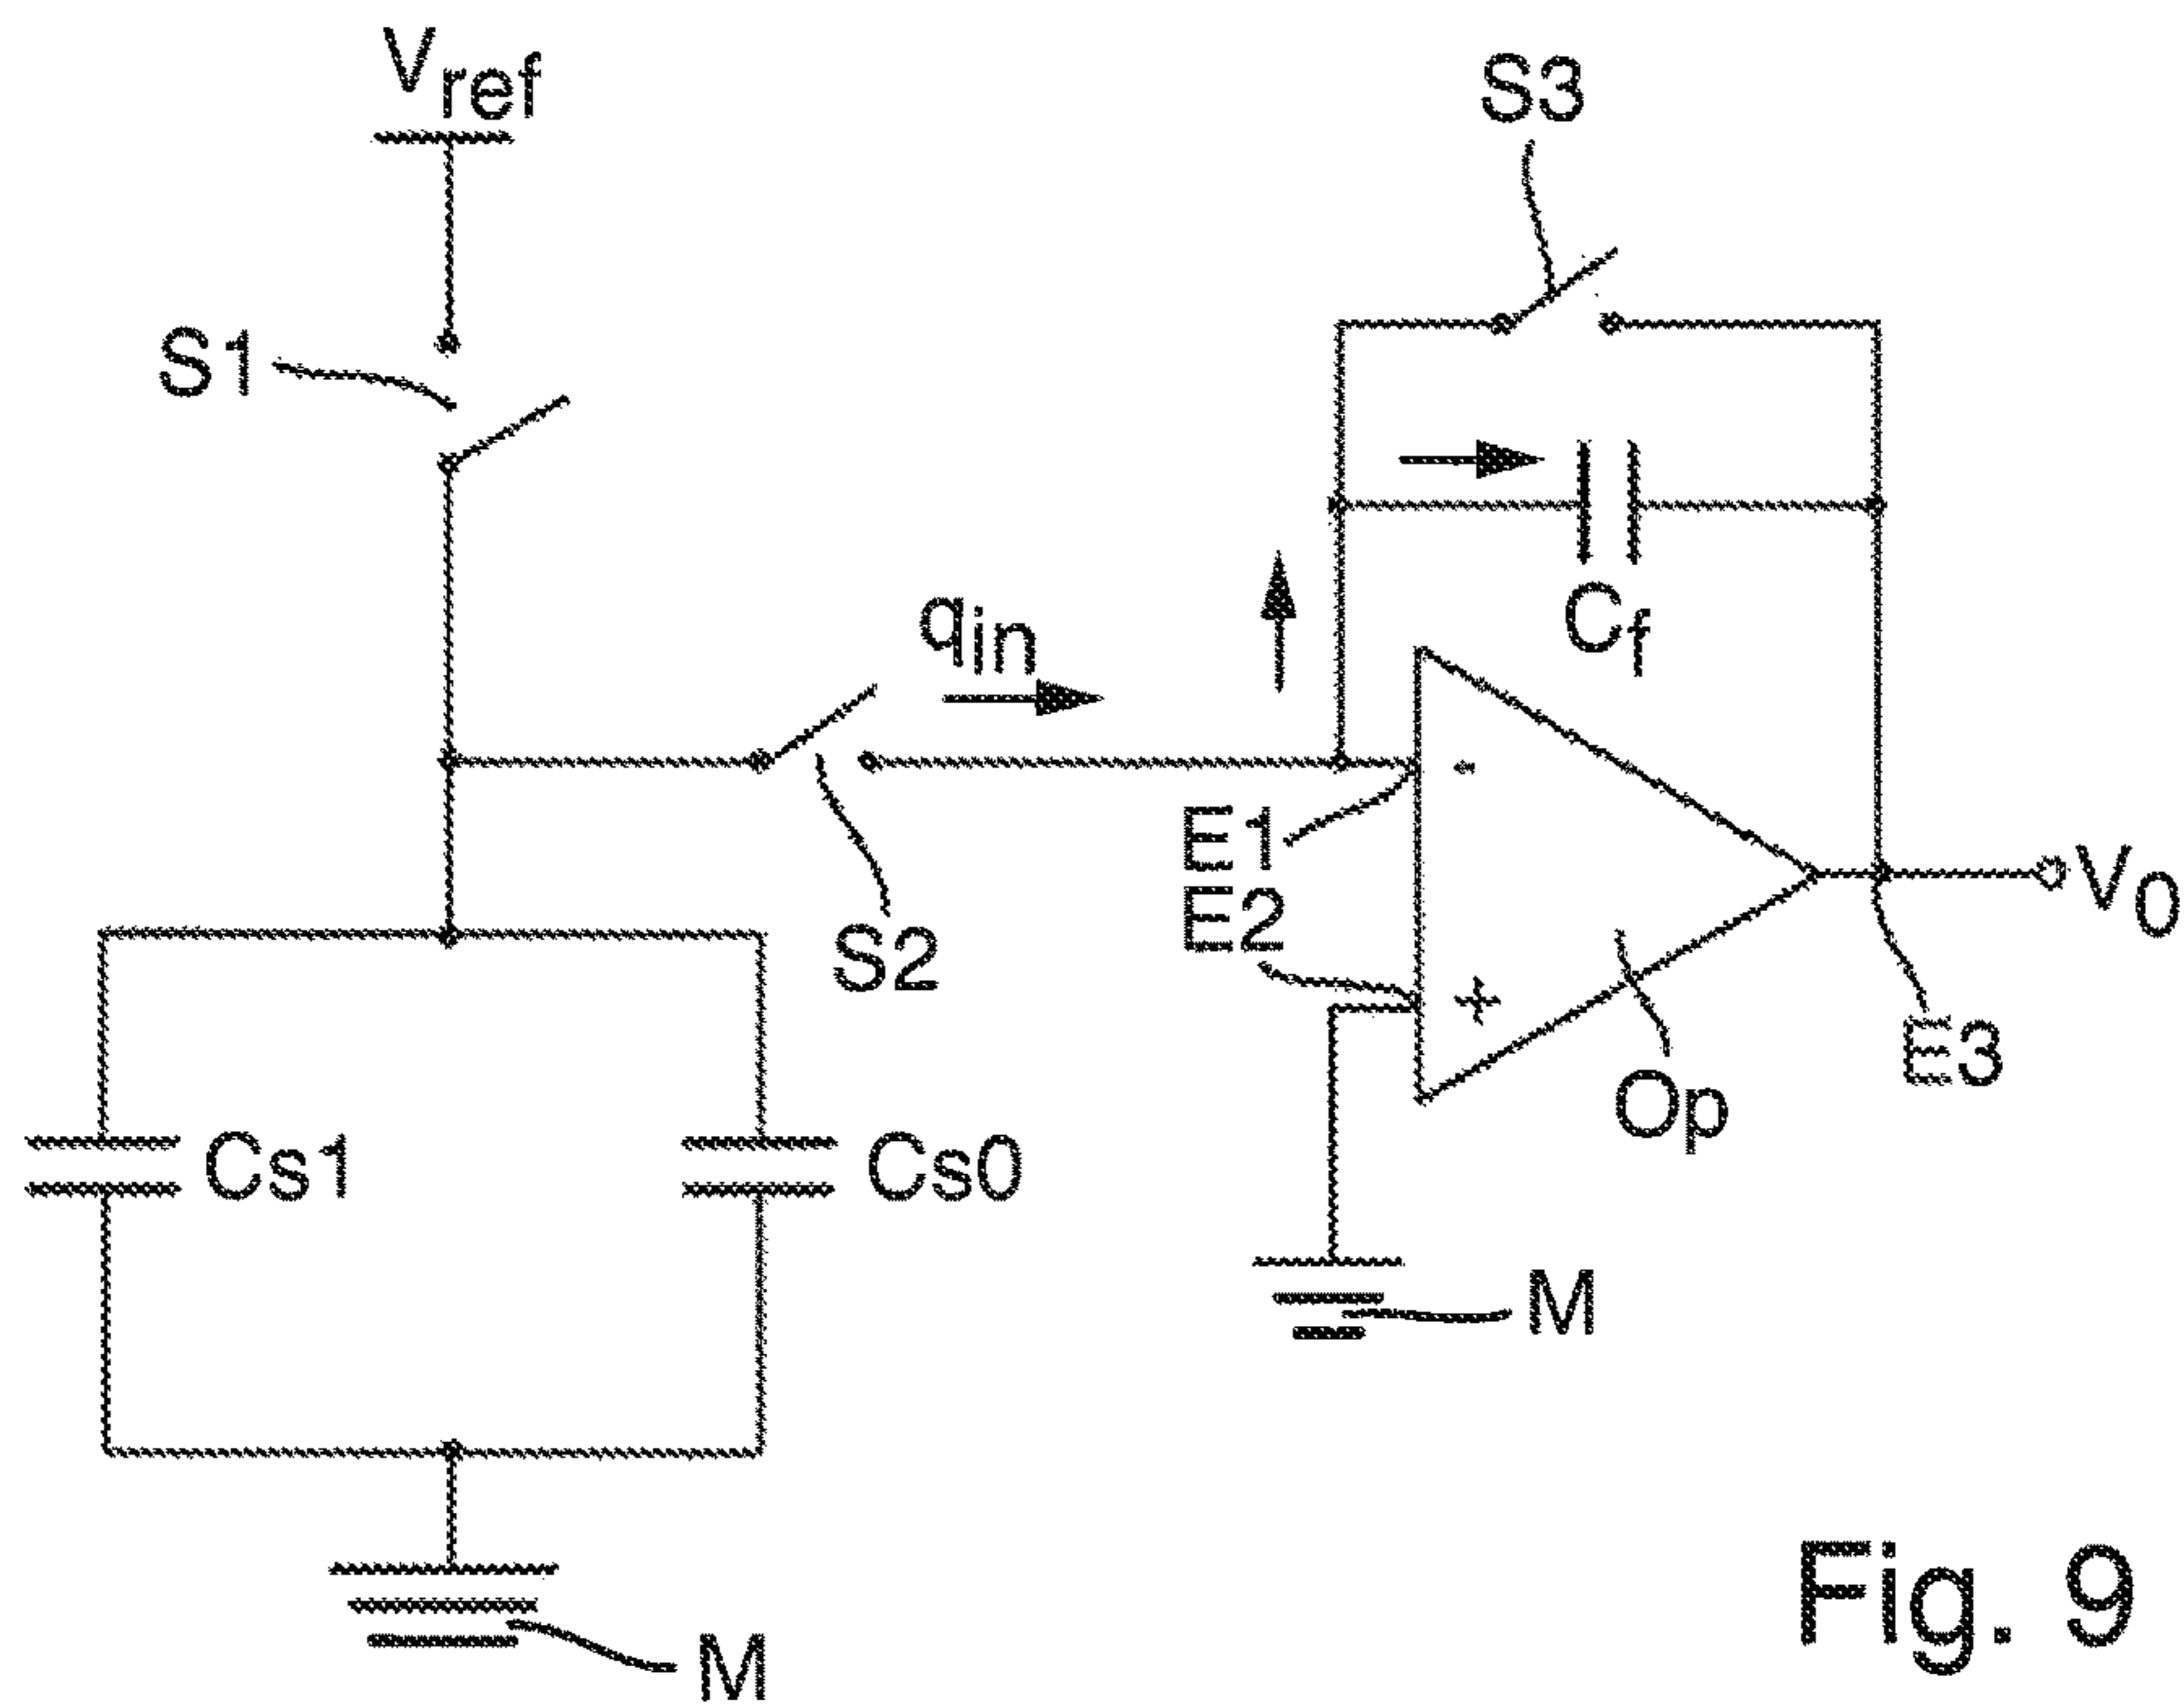 Vref
S3
S1
Cf
qin
-
E1
E2
V0
S2
+
E3
Op
Cs1
Cs0
M
M
Fig. 9